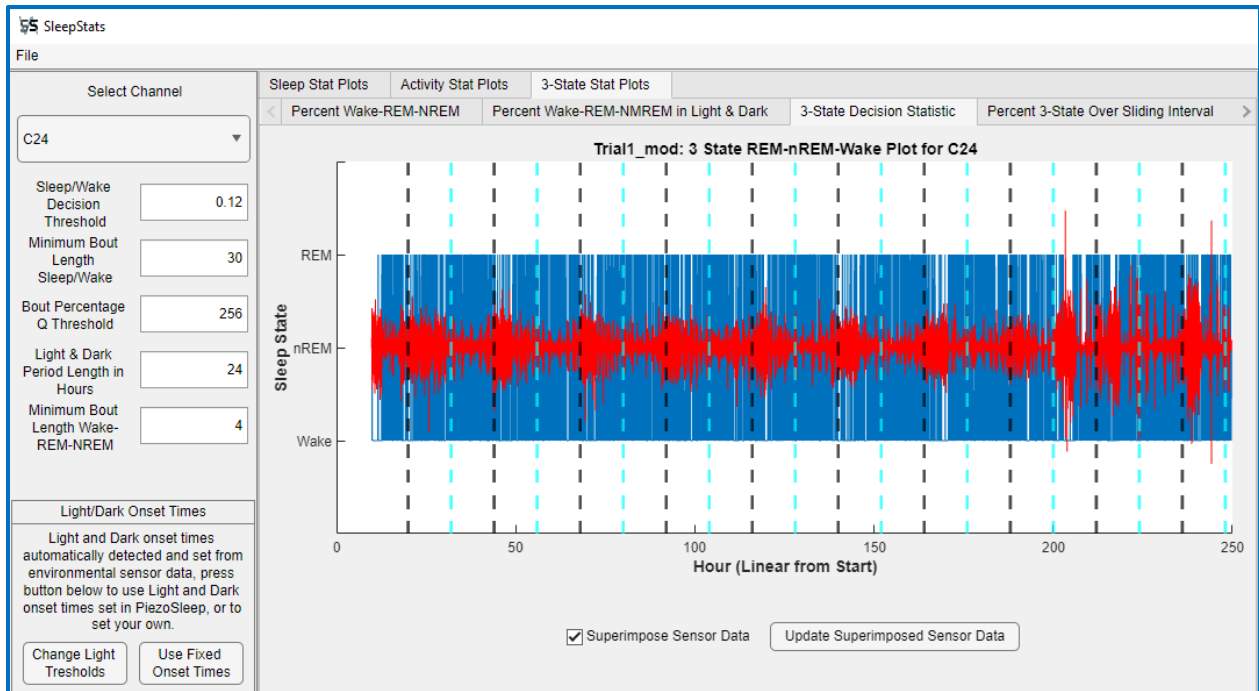 SleepStats
File
Select Channel
C24
Sleep/Wake
Decision
Threshold
0.12
Minimum Bout
Length
Sleep/Wake
30
Bout Percentage
Q Threshold
256
Light & Dark
Period Length in
Hours
24
Minimum Bout
Length Wake-
REM-NREM
4
Light/Dark Onset Times
Light and Dark onset times
automatically detected and set from
environmental sensor data, press
button below to use Light and Dark
onset times set in PiezoSleep, or to
set your own.
Change Light
Tresholds
Use Fixed
Onset Times
Sleep Stat Plots
Activity Stat Plots
3-State Stat Plots
Percent Wake-REM-NREM
Percent Wake-REM-NMREM in Light & Dark
3-State Decision Statistic
Percent 3-State Over Sliding Interval
Trial1_mod: 3 State REM-nREM-Wake Plot for C24
Sleep State
REM
nREM
Wake
0
50
100
150
200
250
Hour (Linear from Start)
Superimpose Sensor Data
Update Superimposed Sensor Data